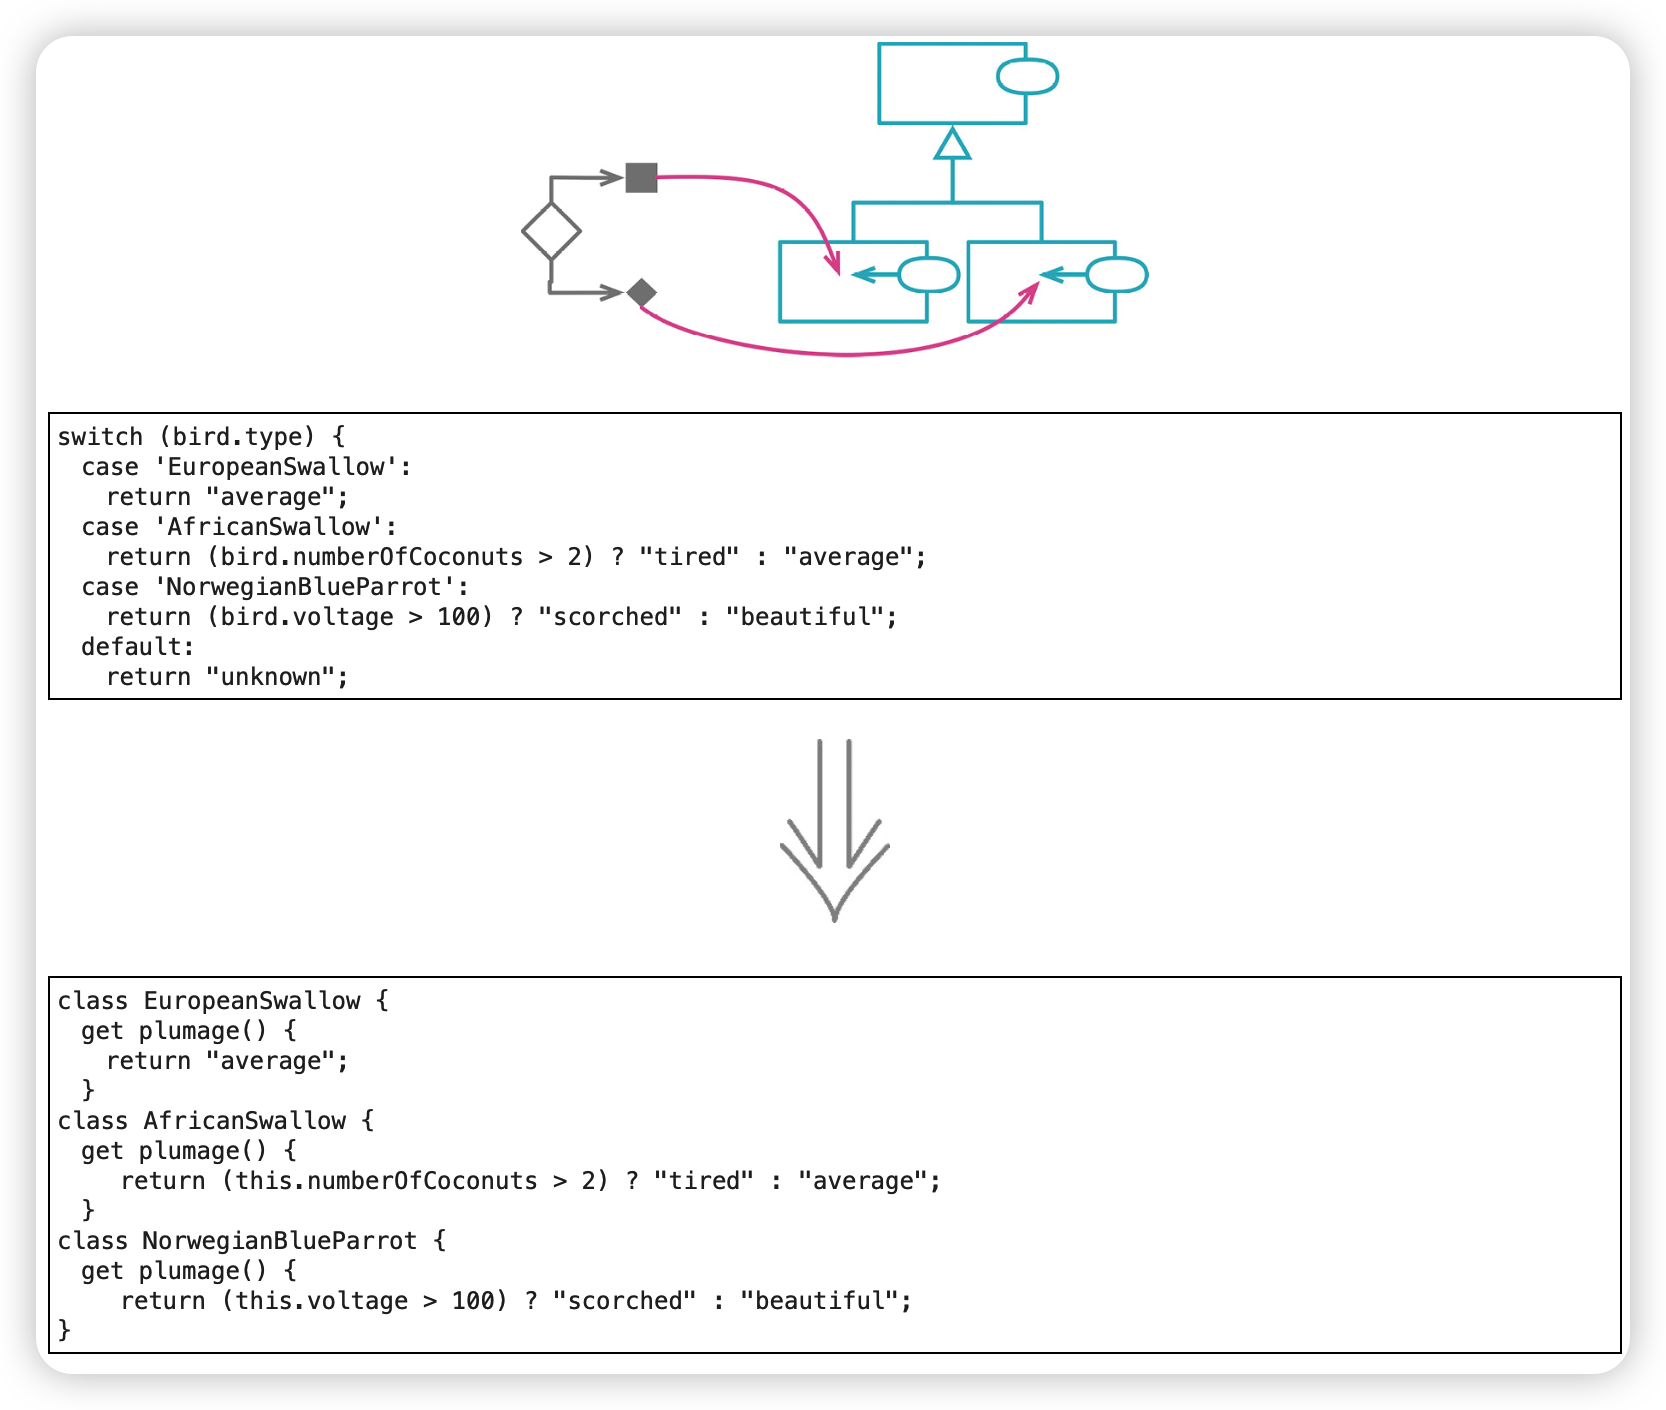 switch (bird.type) {
  case 'EuropeanSwallow':
    return "average";
  case 'AfricanSwallow':
    return (bird.numberOfCoconuts > 2) ? "tired" : "average";
  case 'NorwegianBlueParrot':
    return (bird.voltage > 100) ? "scorched" : "beautiful";
  default:
    return "unknown";
class EuropeanSwallow {
  get plumage() {
    return "average";
  }
class AfricanSwallow {
  get plumage() {
     return (this.numberOfCoconuts > 2) ? "tired" : "average";
  }
class NorwegianBlueParrot {
  get plumage() {
     return (this.voltage > 100) ? "scorched" : "beautiful";
}